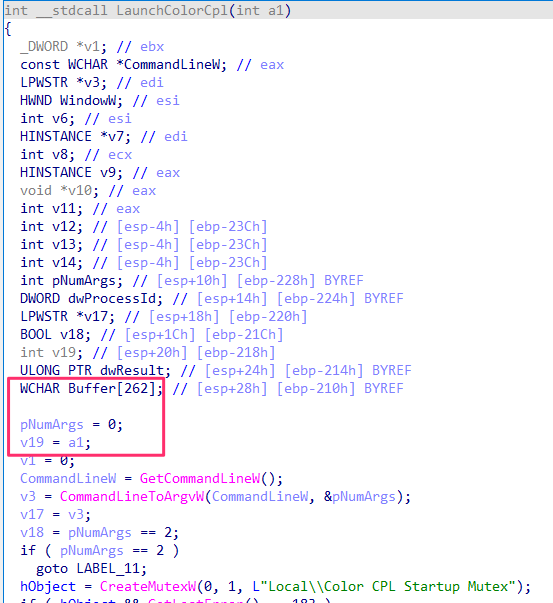 int __stdcall LaunchColorCpl(int a1)
{
_DWORD *v1; // ebx
const WCHAR *CommandLineW; // eax
LPWSTR *v3; // edi
HWND WindowW; // esi
int v6; // esi
HINSTANCE *v7; // edi
int v8; // ecx
HINSTANCE v9; // eax
void *v10; // eax
int v11; // eax
int v12; // [esp-4h] [ebp-23Ch]
int v13; // [esp-4h] [ebp-23Ch]
int v14; // [esp-4h] [ebp-23Ch]
int pNumArgs; // [esp+10h] [ebp-228h] BYREF
DWORD dwProcessId; // [esp+14h] [ebp-224h] BYREF
LPWSTR *v17; // [esp+18h] [ebp-220h]
BOOL v18; // [esp+1Ch] [ebp-21Ch]
int v19; // [esp+20h] [ebp-218h]
ULONG_PTR dwResult; // [esp+24h] [ebp-214h] BYREF
WCHAR Buffer[262]; // [esp+28h] [ebp-210h] BYREF
pNumArgs = 0;
v19 = a1;
v1 = 0;
CommandLineW = GetCommandLineW();
v3 = CommandLineToArgvW(CommandLineW, &pNumArgs);
v17 = v3;
v18 = pNumArgs == 2;
if ( pNumArgs == 2 )
goto LABEL_11;
hObject = CreateMutexW(0, 1, L"Local\\Color CPL Startup Mutex");
if ( hObject && GetLastError() == 183 )